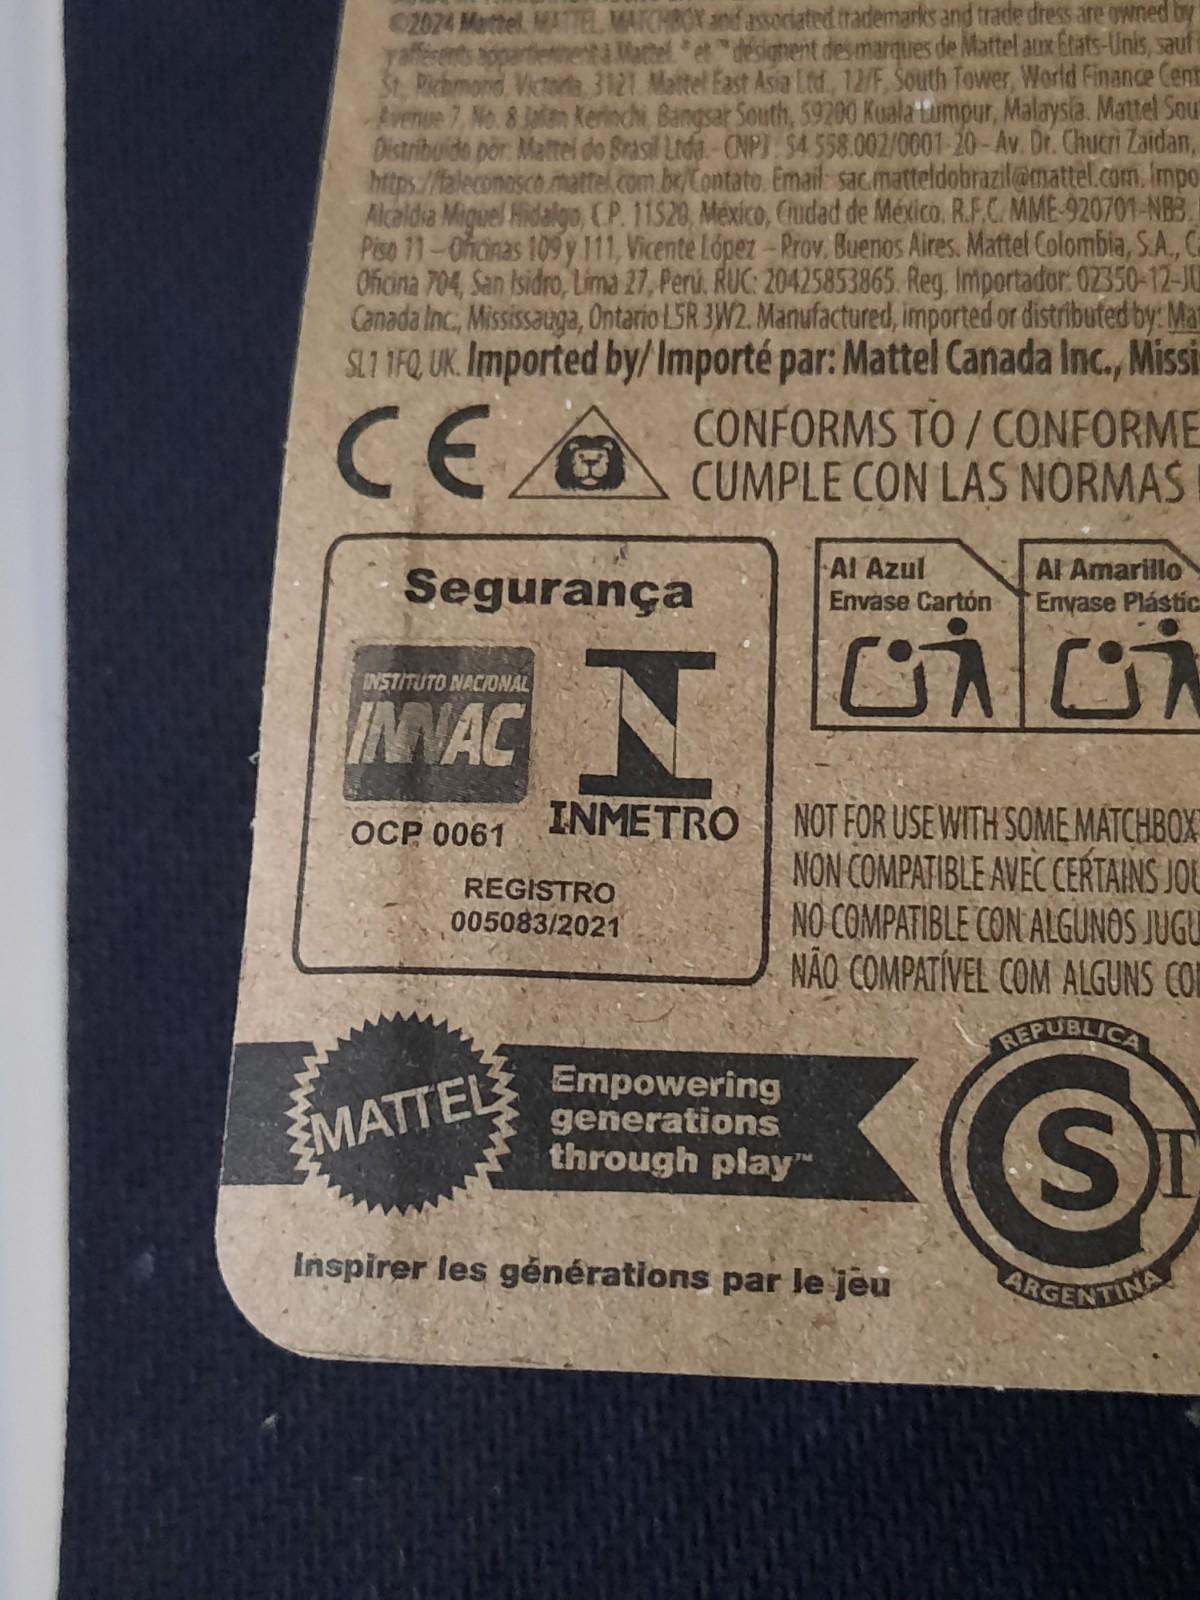 ©2024 Mattel. MATTEL, MATCHBOX and associated trademarks and trade dress are owned by
y afférents appartiennent à Mattel. ® et ™ désignent des marques de Mattel aux États-Unis, sauf
St., Richmond, Victoria, 3121. Mattel East Asia Ltd., 12/F, South Tower, World Finance Cent
Avenue 7, No. 8 Jalan Kerinchi, Bangsar South, 59200 Kuala Lumpur, Malaysia. Mattel Sou
Distribuído por: Mattel do Brasil Ltda. - CNPJ : 54.558.002/0001-20 - Av. Dr. Chucri Zaidan,
https://faleconosco.mattel.com.br/Contato. Email: sac.matteldobrazil@mattel.com. Impo
Alcaldía Miguel Hidalgo, C.P. 11520, México, Ciudad de México. R.F.C. MME-920701-NB3.
Piso 11 – Oficinas 109 y 111, Vicente López – Prov. Buenos Aires. Mattel Colombia, S.A., C
Oficina 704, San Isidro, Lima 27, Perú. RUC: 20425853865. Reg. Importador: 02350-12-JU
Canada Inc., Mississauga, Ontario L5R 3W2. Manufactured, imported or distributed by: Mat
SL1 1FQ, UK. Imported by/ Importé par: Mattel Canada Inc., Missi
CE
CONFORMS TO / CONFORME
CUMPLE CON LAS NORMAS
Segurança
INSTITUTO NACIONAL
INNAC
OCP 0061
INMETRO
REGISTRO
005083/2021
Al Azul
Envase Cartón
Al Amarillo
Envase Plástic
NOT FOR USE WITH SOME MATCHBOX
NON COMPATIBLE AVEC CERTAINS JOU
NO COMPATIBLE CON ALGUNOS JUGU
NÃO COMPATÍVEL COM ALGUNS CO
MATTEL
Empowering
generations
through play™
Inspirer les générations par le jeu
REPUBLICA
S
T
ARGENTINA